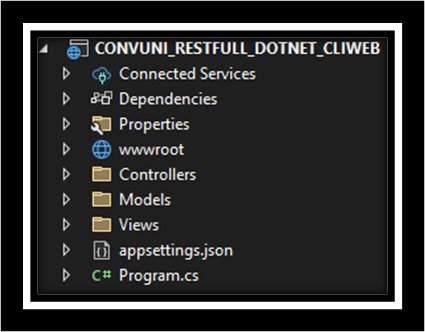 CONVUNI_RESTFULL_DOTNET_CLIWEB
Connected Services
Dependencies
Properties
wwwroot
Controllers
Models
Views
appsettings.json
C# Program.cs